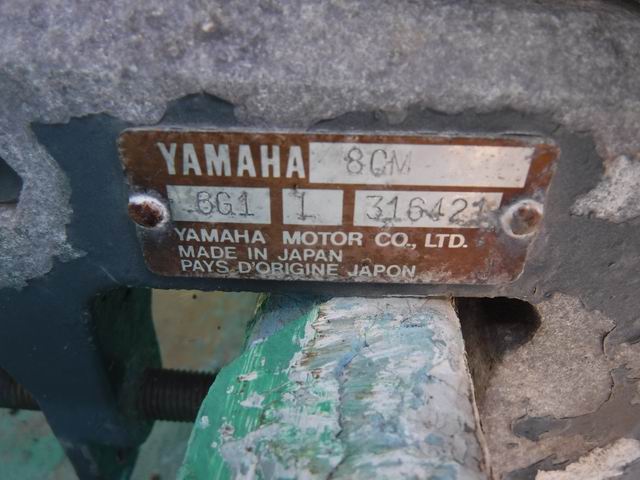 YAMAHA 8CM
6G1 L 316421
YAMAHA MOTOR CO., LTD.
MADE IN JAPAN
PAYS D'ORIGINE JAPON